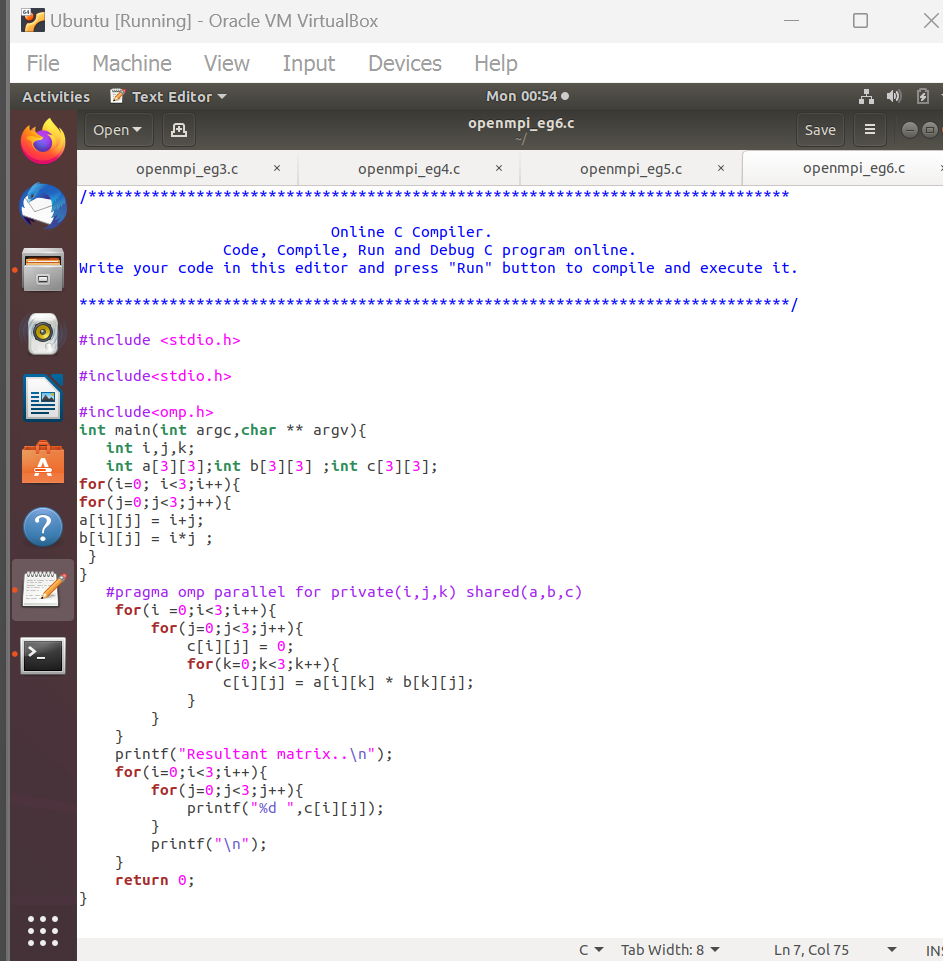 Ubuntu [Running] - Oracle VM VirtualBox
File Machine View Input Devices Help
Activities Text Editor Mon 00:54
Open openmpi_eg6.c Save
~/
openmpi_eg3.c × openmpi_eg4.c × openmpi_eg5.c × openmpi_eg6.c
/******************************************************************************
Online C Compiler.
Code, Compile, Run and Debug C program online.
Write your code in this editor and press "Run" button to compile and execute it.
*******************************************************************************/
#include <stdio.h>
#include<stdio.h>
#include<omp.h>
int main(int argc,char ** argv){
int i,j,k;
int a[3][3];int b[3][3] ;int c[3][3];
for(i=0; i<3;i++){
for(j=0;j<3;j++){
a[i][j] = i+j;
b[i][j] = i*j ;
}
}
#pragma omp parallel for private(i,j,k) shared(a,b,c)
for(i =0;i<3;i++){
for(j=0;j<3;j++){
c[i][j] = 0;
for(k=0;k<3;k++){
c[i][j] = a[i][k] * b[k][j];
}
}
}
printf("Resultant matrix..\n");
for(i=0;i<3;i++){
for(j=0;j<3;j++){
printf("%d ",c[i][j]);
}
printf("\n");
}
return 0;
}
C Tab Width: 8 Ln 7, Col 75